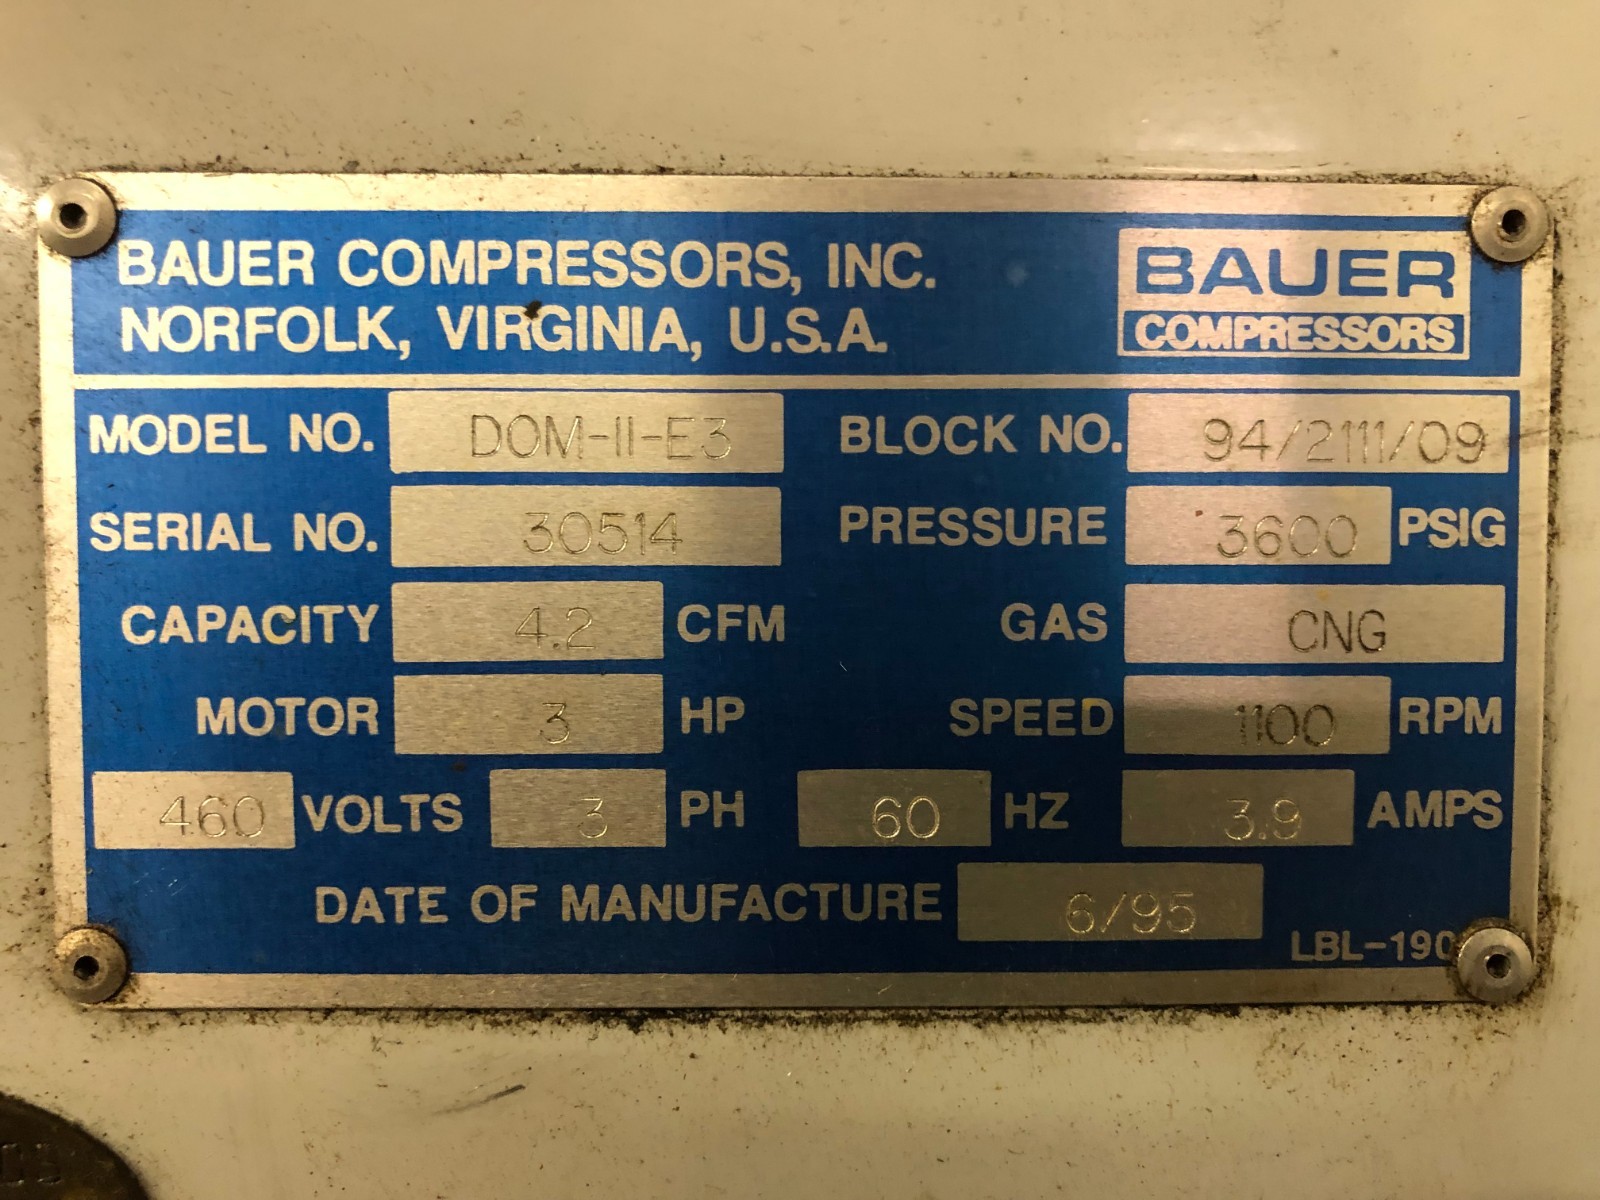 BAUER COMPRESSORS, INC.
NORFOLK, VIRGINIA, U.S.A.
BAUER
COMPRESSORS
MODEL NO. DOM-II-E3 BLOCK NO. 94/2111/09
SERIAL NO. 30514 PRESSURE 3600 PSIG
CAPACITY 4.2 CFM GAS CNG
MOTOR 3 HP SPEED 1100 RPM
460 VOLTS 3 PH 60 HZ 3.9 AMPS
DATE OF MANUFACTURE 6/95
LBL-190